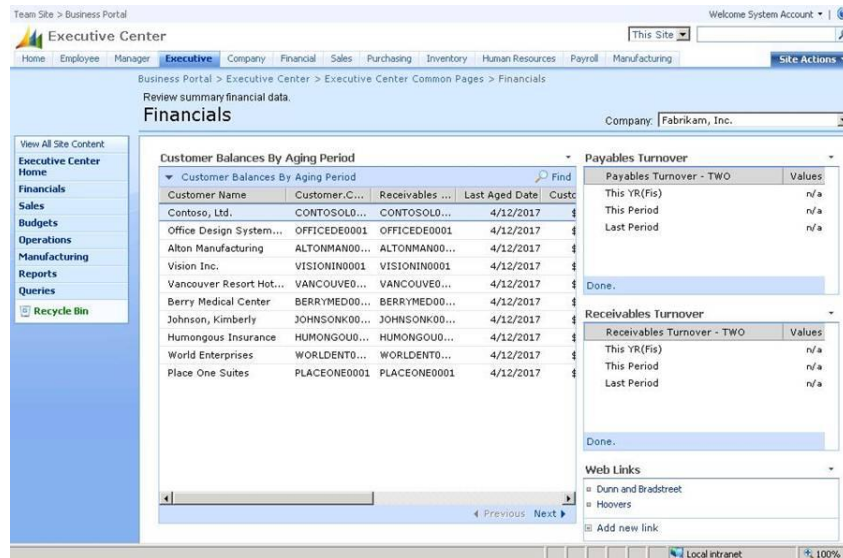 Team Site > Business Portal
Welcome System Account
Executive Center
This Site
Home Employee Manager Executive Company Financial Sales Purchasing Inventory Human Resources Payroll Manufacturing Site Actions
Business Portal > Executive Center > Executive Center Common Pages > Financials
Review summary financial data.
Financials
Company: Fabrikam, Inc.
View All Site Content
Executive Center Home
Financials
Sales
Budgets
Operations
Manufacturing
Reports
Queries
Recycle Bin
Customer Balances By Aging Period
Customer Balances By Aging Period Find
Customer Name Customer.C... Receivables ... Last Aged Date Custo
Contoso, Ltd. CONTOSOL0... CONTOSOL0... 4/12/2017 $
Office Design System... OFFICEDE0001 OFFICEDE0001 4/12/2017 $
Alton Manufacturing ALTONMAN00... ALTONMAN00... 4/12/2017 $
Vision Inc. VISIONIN0001 VISIONIN0001 4/12/2017 $
Vancouver Resort Hot... VANCOUVE0... VANCOUVE0... 4/12/2017 $
Berry Medical Center BERRYMED00... BERRYMED00... 4/12/2017 $
Johnson, Kimberly JOHNSONK00... JOHNSONK00... 4/12/2017 $
Humongous Insurance HUMONGOU0... HUMONGOU0... 4/12/2017 $
World Enterprises WORLDENT0... WORLDENT0... 4/12/2017 $
Place One Suites PLACEONE0001 PLACEONE0001 4/12/2017 $
Previous Next
Payables Turnover
Payables Turnover - TWO Values
This YR(Fis) n/a
This Period n/a
Last Period n/a
Done.
Receivables Turnover
Receivables Turnover - TWO Values
This YR(Fis) n/a
This Period n/a
Last Period n/a
Done.
Web Links
Dunn and Bradstreet
Hoovers
Add new link
Local intranet 100%